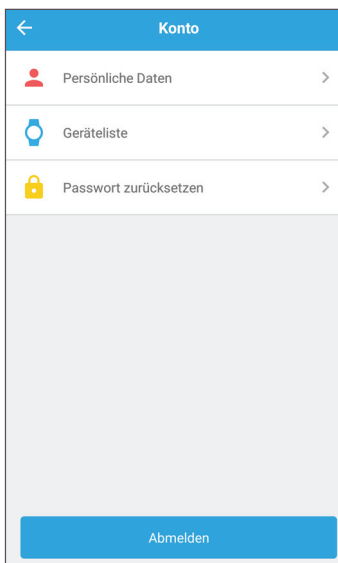 Konto
Persönliche Daten
Geräteliste
Passwort zurücksetzen
Abmelden